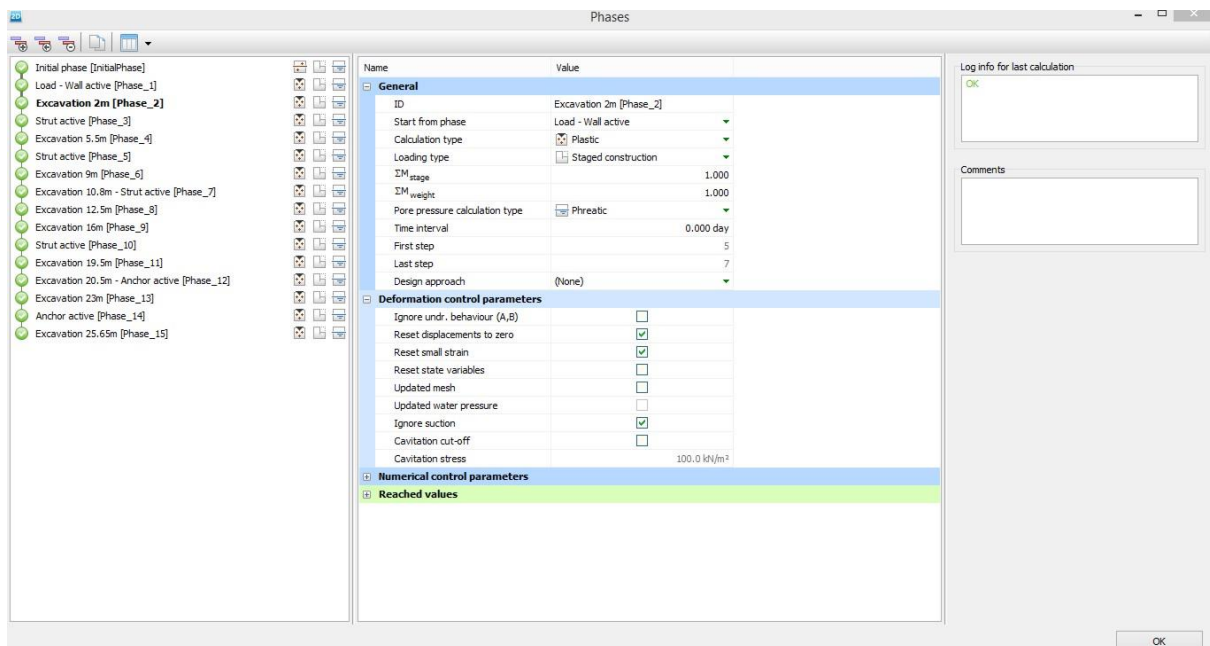 2D
Phases
Initial phase [InitialPhase]
Load - Wall active [Phase_1]
Excavation 2m [Phase_2]
Strut active [Phase_3]
Excavation 5.5m [Phase_4]
Strut active [Phase_5]
Excavation 9m [Phase_6]
Excavation 10.8m - Strut active [Phase_7]
Excavation 12.5m [Phase_8]
Excavation 16m [Phase_9]
Strut active [Phase_10]
Excavation 19.5m [Phase_11]
Excavation 20.5m - Anchor active [Phase_12]
Excavation 23m [Phase_13]
Anchor active [Phase_14]
Excavation 25.65m [Phase_15]
Name Value
General
ID Excavation 2m [Phase_2]
Start from phase Load - Wall active
Calculation type Plastic
Loading type Staged construction
ΣM stage 1.000
ΣM weight 1.000
Pore pressure calculation type Phreatic
Time interval 0.000 day
First step 5
Last step 7
Design approach (None)
Deformation control parameters
Ignore undr. behaviour (A,B)
Reset displacements to zero
Reset small strain
Reset state variables
Updated mesh
Updated water pressure
Ignore suction
Cavitation cut-off
Cavitation stress 100.0 kN/m²
Numerical control parameters
Reached values
Log info for last calculation
OK
Comments
OK